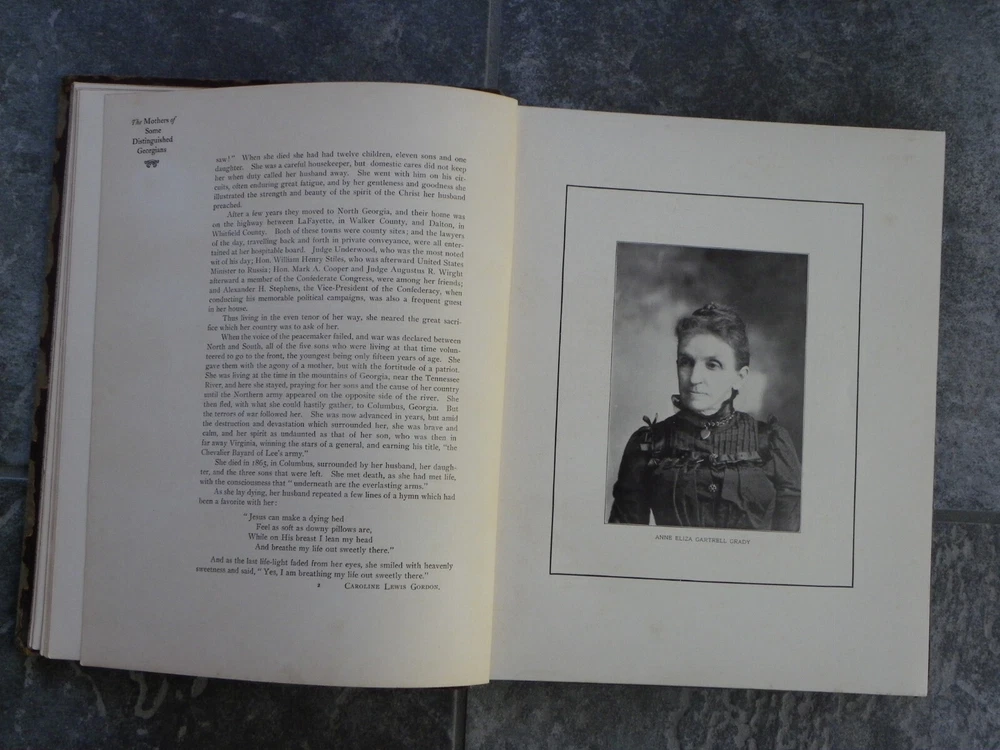 The Mothers of
Some
Distinguished
Georgians
saw!" When she died she had had twelve children, eleven sons and one
daughter. She was a careful housekeeper, but domestic cares did not keep
her when duty called her husband away. She went with him on his cir-
cuits, often enduring great fatigue, and by her gentleness and goodness she
illustrated the strength and beauty of the spirit of the Christ her husband
preached.
After a few years they moved to North Georgia, and their home was
on the highway between LaFayette, in Walker County, and Dalton, in
Whitfield County. Both of these towns were county sites; and the lawyers
of the day, travelling back and forth in private conveyance, were all enter-
tained at her hospitable board. Judge Underwood, who was the most noted
wit of his day; Hon. William Henry Stiles, who was afterward United States
Minister to Russia; Hon. Mark A. Cooper and Judge Augustus R. Wright
afterward a member of the Confederate Congress, were among her friends;
and Alexander H. Stephens, the Vice-President of the Confederacy, when
conducting his memorable political campaigns, was also a frequent guest
in her house.
Thus living in the even tenor of her way, she neared the great sacri-
fice which her country was to ask of her.
When the voice of the peacemaker failed, and war was declared between
North and South, all of the five sons who were living at that time volun-
teered to go to the front, the youngest being only fifteen years of age. She
gave them with the agony of a mother, but with the fortitude of a patriot.
She was living at the time in the mountains of Georgia, near the Tennessee
River, and here she stayed, praying for her sons and the cause of her country
until the Northern army appeared on the opposite side of the river. She
then fled, with what she could hastily gather, to Columbus, Georgia. But
the terrors of war followed her. She was now advanced in years, but amid
the destruction and devastation which surrounded her, she was brave and
calm, and her spirit as undaunted as that of her son, who was then in
far away Virginia, winning the stars of a general, and earning his title, "the
Chevalier Bayard of Lee's army."
She died in 1865, in Columbus, surrounded by her husband, her daugh-
ter, and the three sons that were left. She met death, as she had met life,
with the consciousness that "underneath are the everlasting arms."
As she lay dying, her husband repeated a few lines of a hymn which had
been a favorite with her:
"Jesus can make a dying bed
Feel as soft as downy pillows are,
While on His breast I lean my head
And breathe my life out sweetly there."
And as the last life-light faded from her eyes, she smiled with heavenly
sweetness and said, "Yes, I am breathing my life out sweetly there."
2 CAROLINE LEWIS GORDON.
ANNE ELIZA GARTRELL GRADY